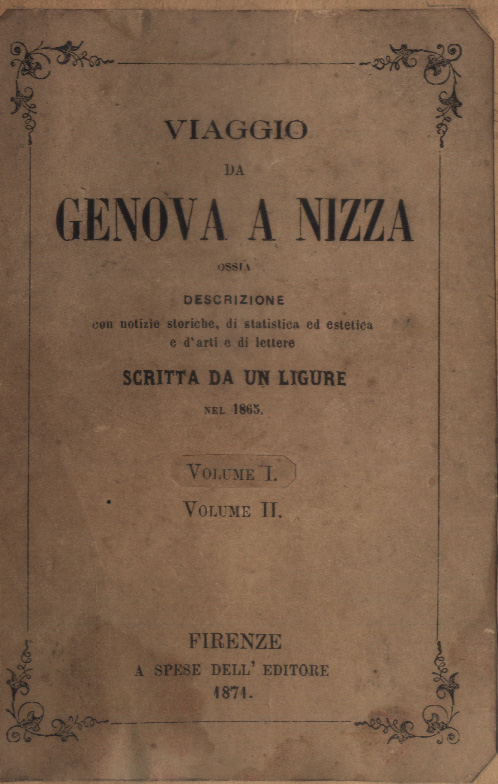 VIAGGIO
DA
GENOVA A NIZZA
OSSIA
DESCRIZIONE
con notizie storiche, di statistica ed estetica
e d'arti e di lettere
SCRITTA DA UN LIGURE
NEL 1865.
VOLUME I.
VOLUME II.
FIRENZE
A SPESE DELL' EDITORE
1871.